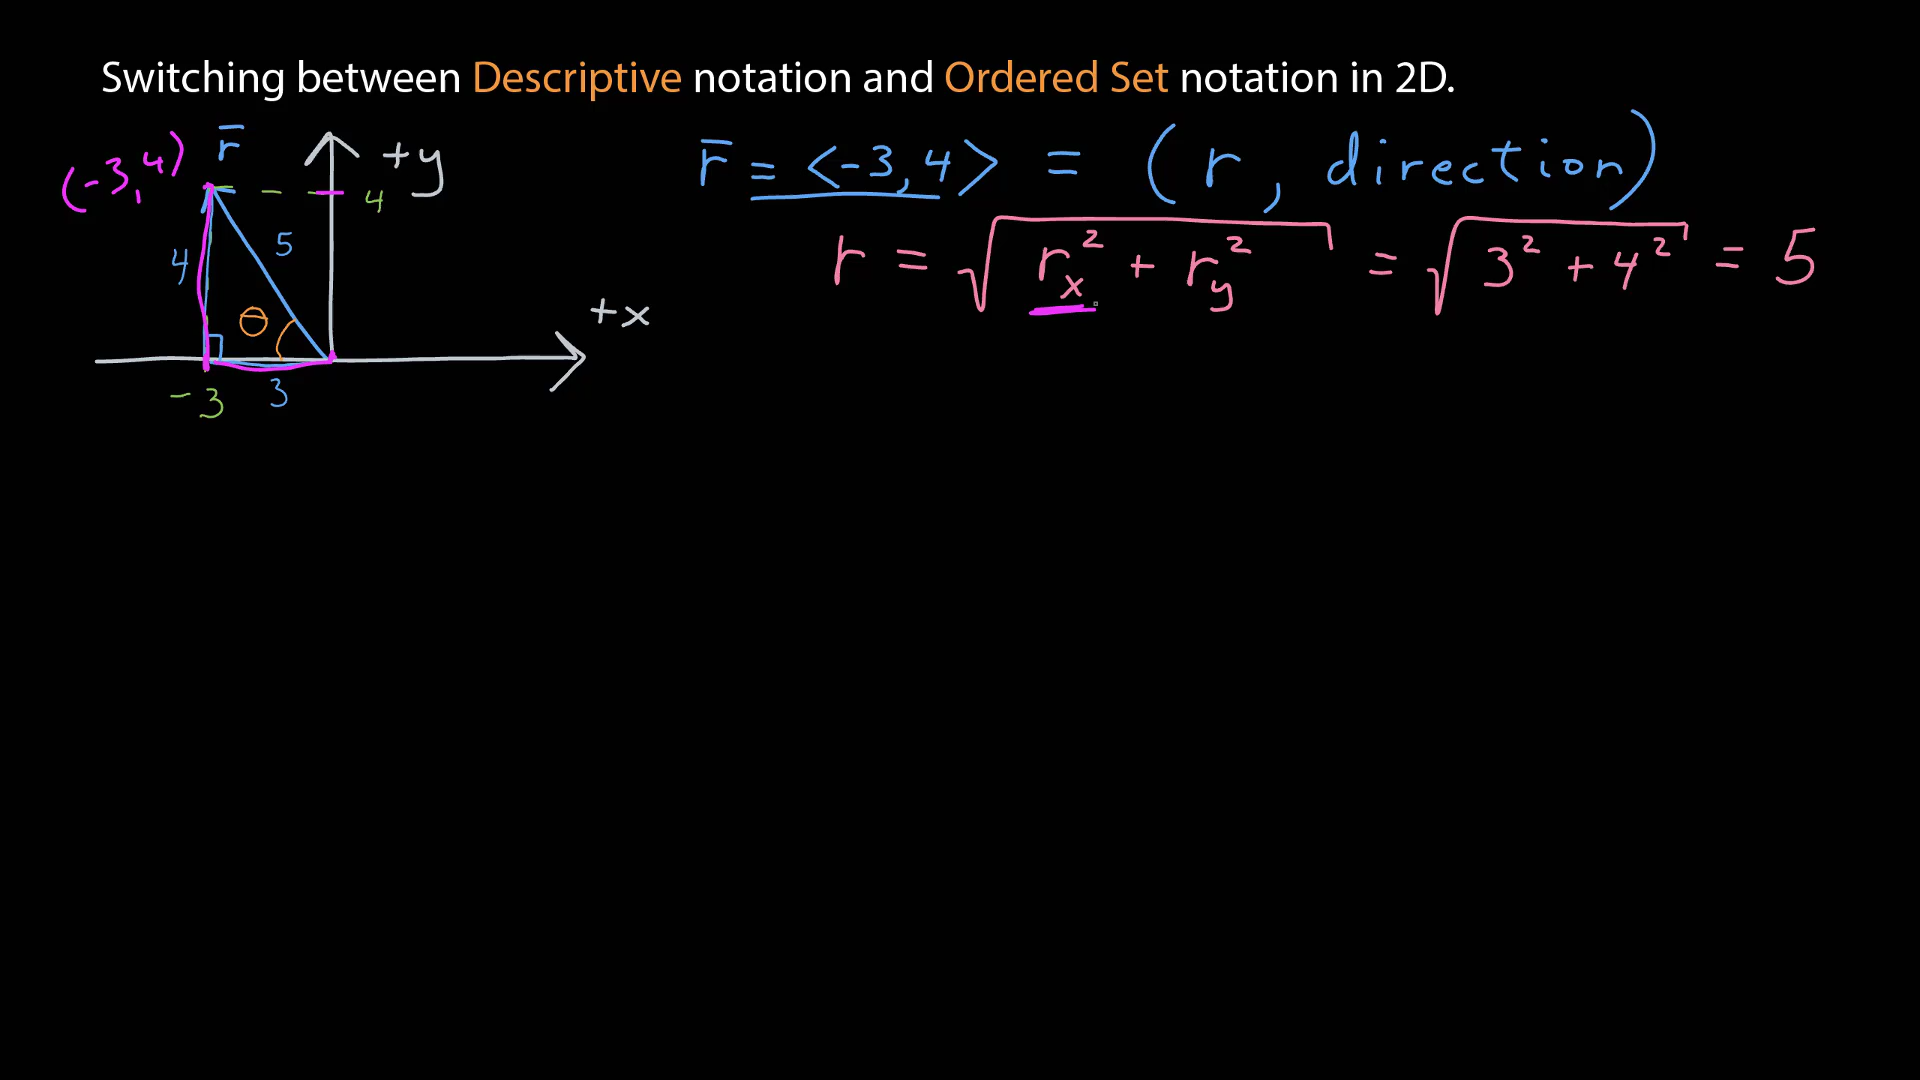 Switching between Descriptive notation and Ordered Set notation in 2D.
(-3,4) r̅ +y
r̅ = <-3,4> = (r, direction)
4
r = √(r_x² + r_y²) = √(3² + 4²) = 5
4 5
θ
+x
-3 3